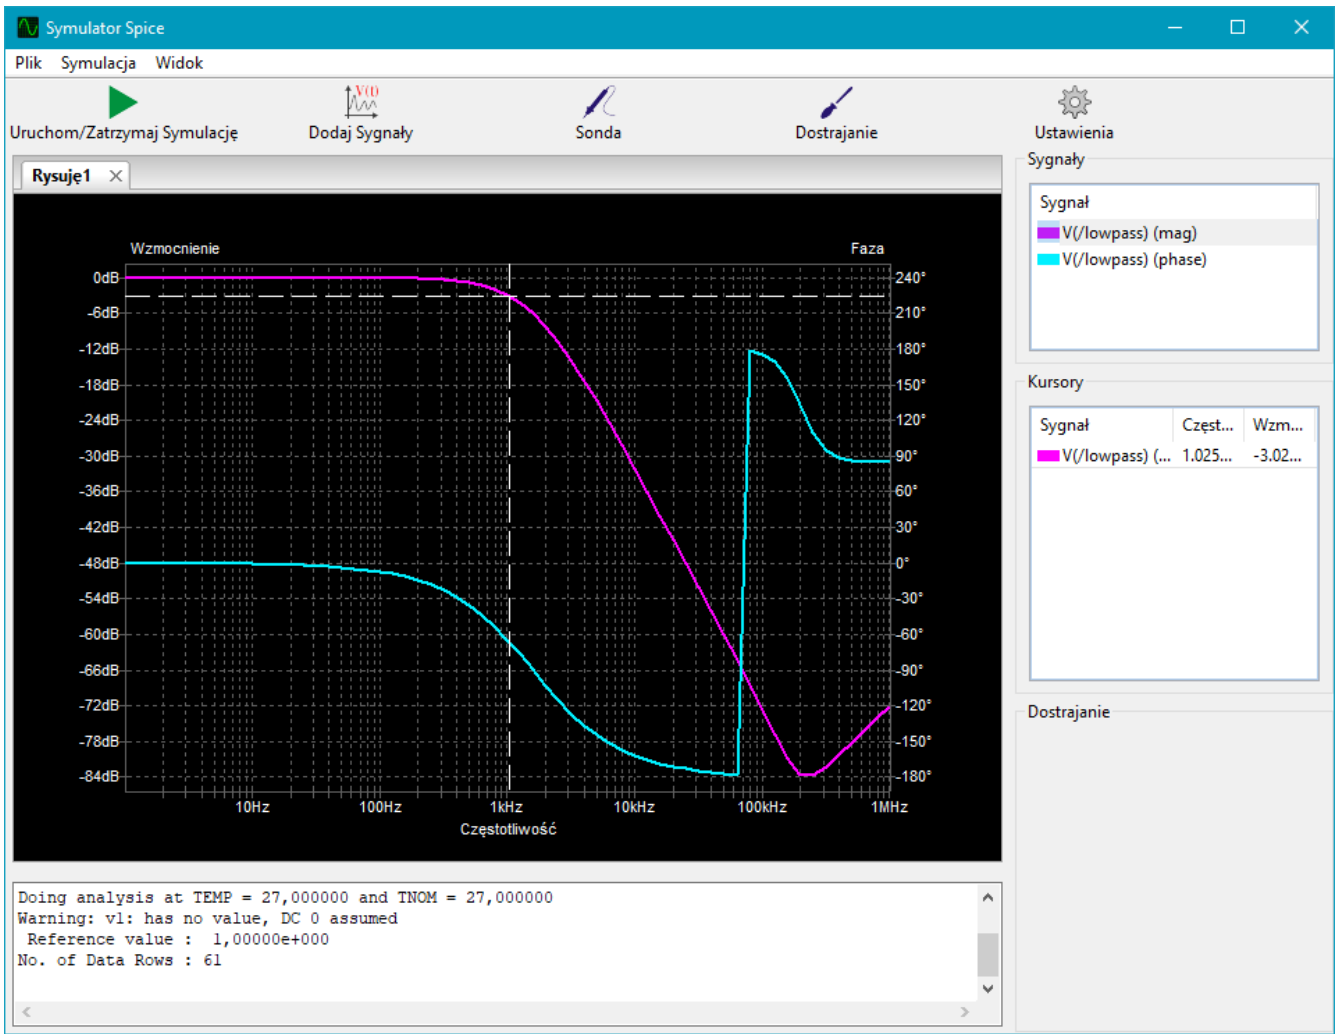 Symulator Spice
Plik Symulacja Widok
Uruchom/Zatrzymaj Symulację Dodaj Sygnały Sonda Dostrajanie Ustawienia
Rysuję1
Wzmocnienie Faza
0dB 240°
-6dB 210°
-12dB 180°
-18dB 150°
-24dB 120°
-30dB 90°
-36dB 60°
-42dB 30°
-48dB 0°
-54dB -30°
-60dB -60°
-66dB -90°
-72dB -120°
-78dB -150°
-84dB -180°
10Hz 100Hz 1kHz 10kHz 100kHz 1MHz
Częstotliwość
Sygnały
Sygnał
V(/lowpass) (mag)
V(/lowpass) (phase)
Kursory
Sygnał Częst... Wzm...
V(/lowpass) (... 1.025... -3.02...
Dostrajanie
Doing analysis at TEMP = 27,000000 and TNOM = 27,000000
Warning: v1: has no value, DC 0 assumed
Reference value : 1,00000e+000
No. of Data Rows : 61